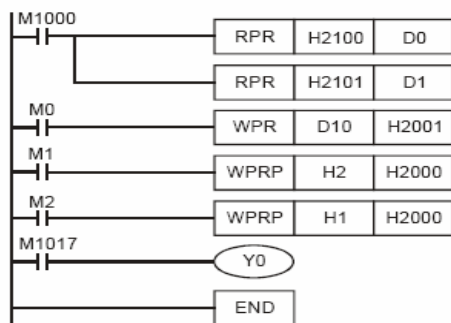 M1000
RPR H2100 D0
RPR H2101 D1
M0
WPR D10 H2001
M1
WPRP H2 H2000
M2
WPRP H1 H2000
M1017
Y0
END